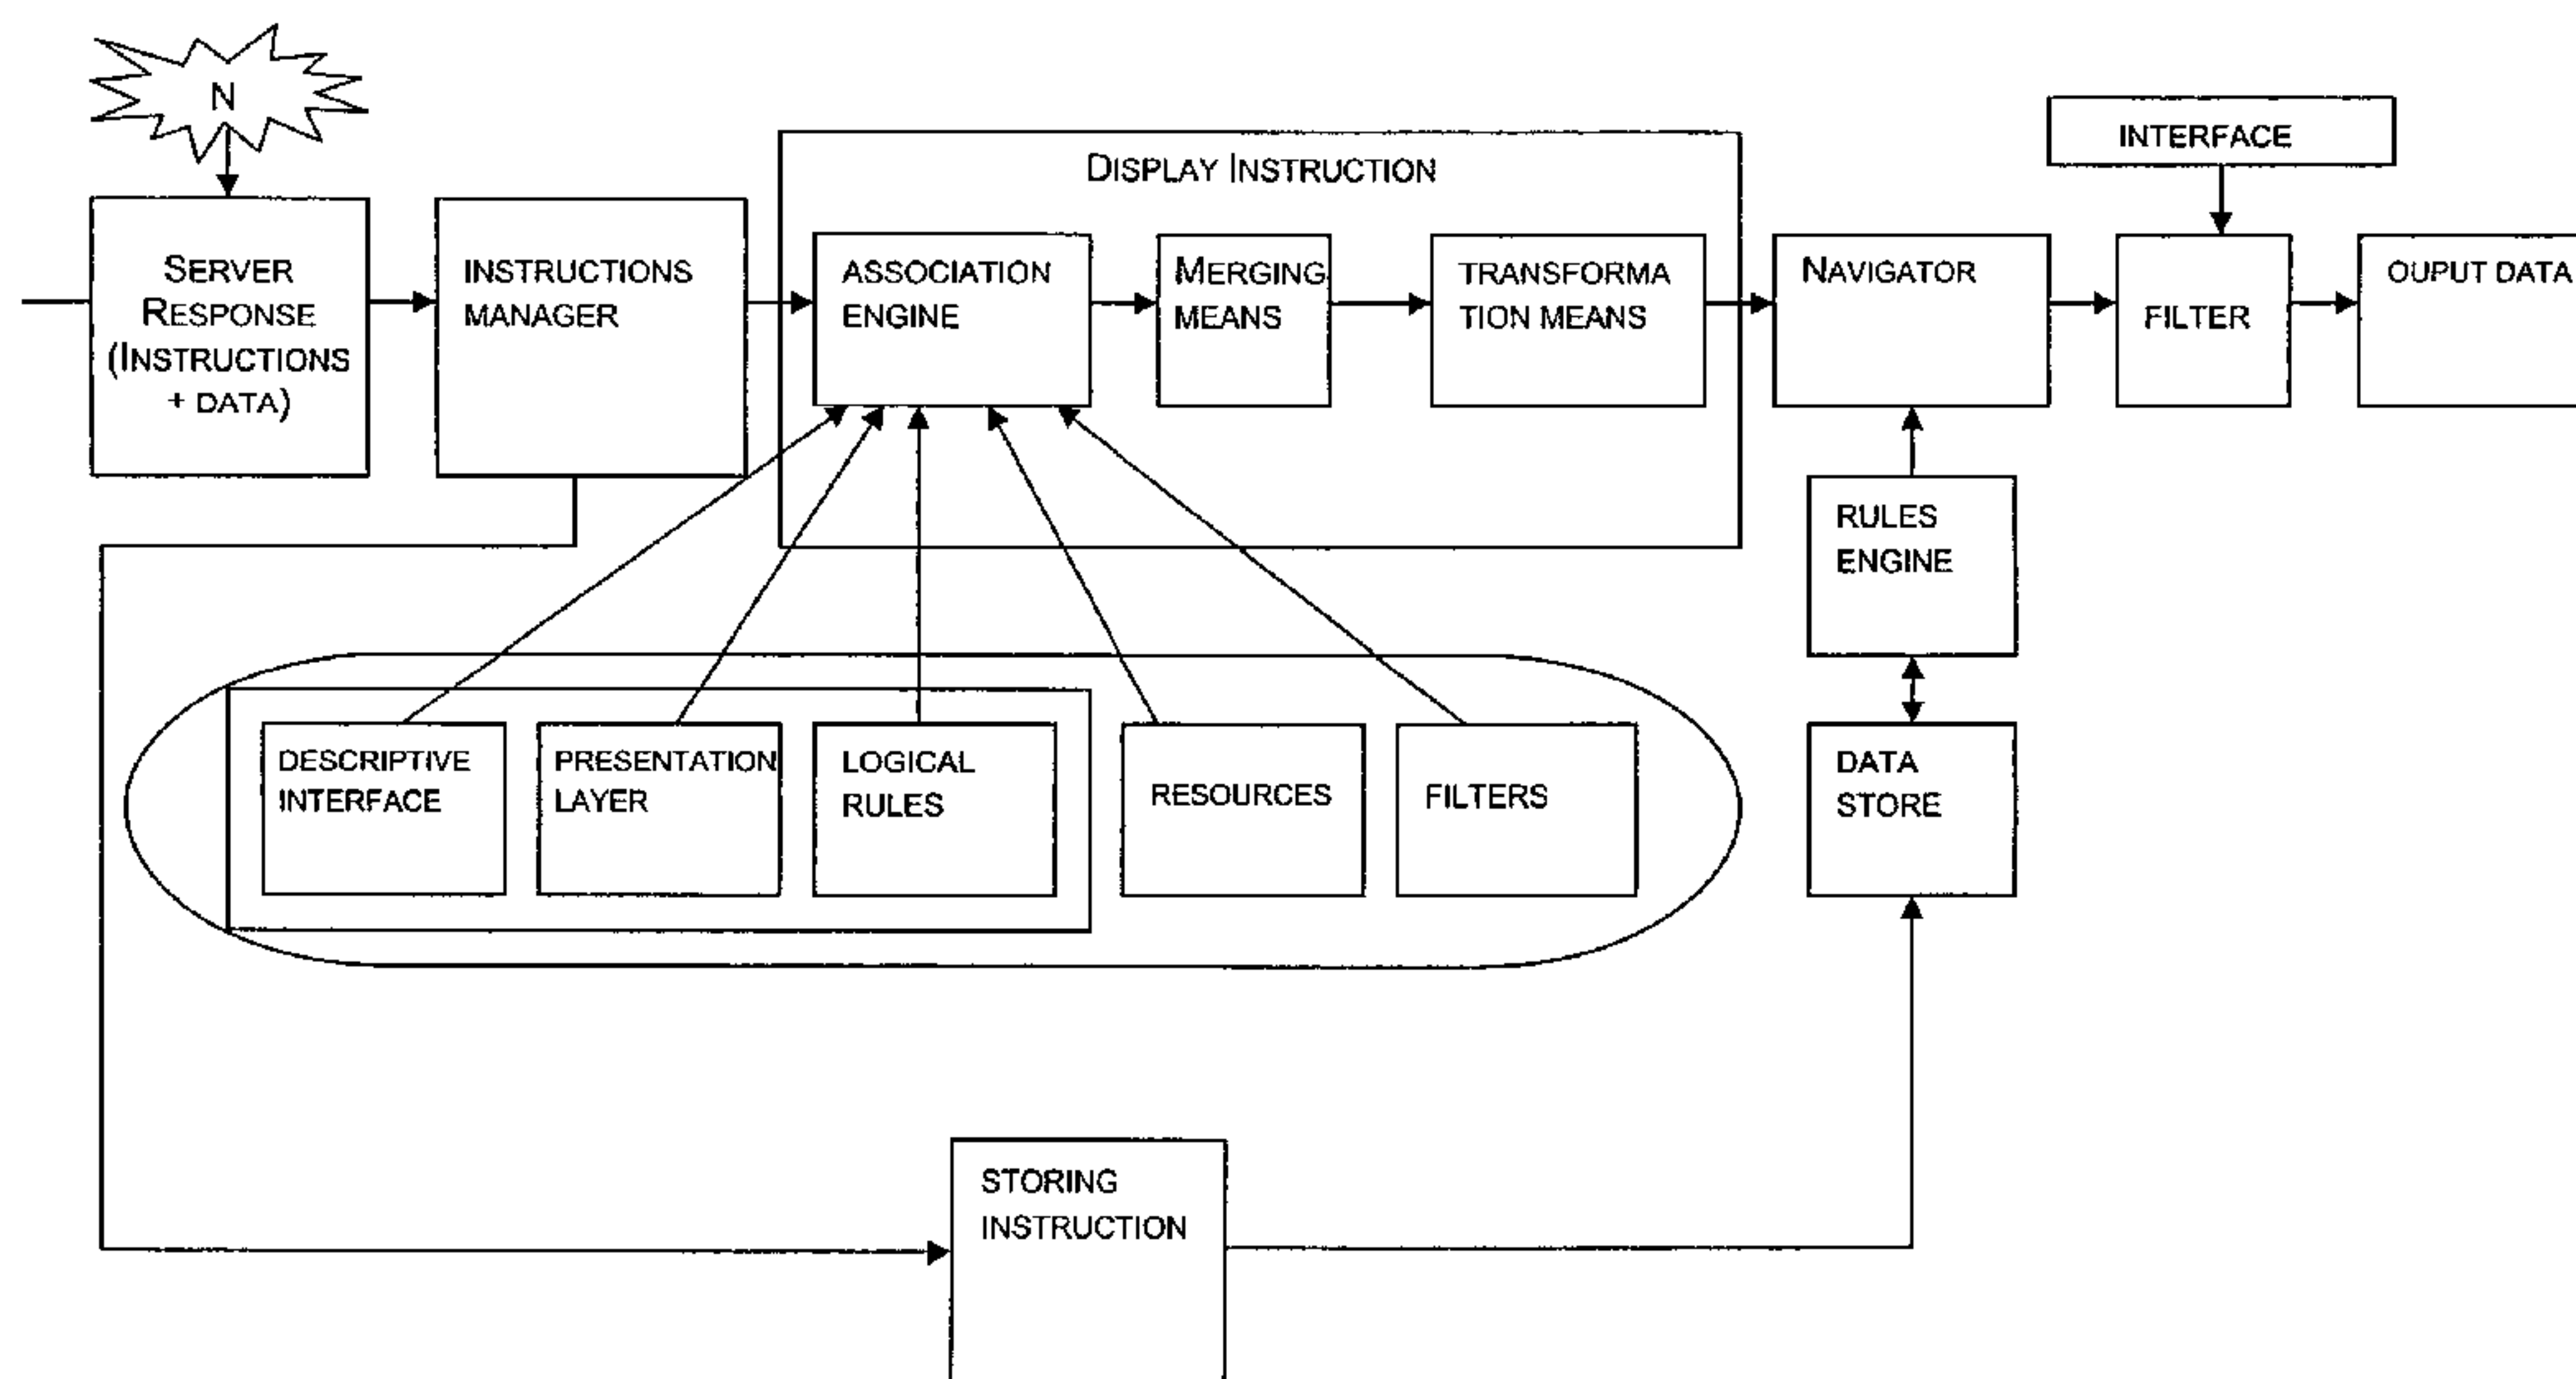 N
INTERFACE
DISPLAY INSTRUCTION
SERVER
RESPONSE
(INSTRUCTIONS
+ DATA)
INSTRUCTIONS
MANAGER
ASSOCIATION
ENGINE
MERGING
MEANS
TRANSFORMA
TION MEANS
NAVIGATOR
FILTER
OUPUT DATA
RULES
ENGINE
DESCRIPTIVE
INTERFACE
PRESENTATION
LAYER
LOGICAL
RULES
RESOURCES
FILTERS
DATA
STORE
STORING
INSTRUCTION